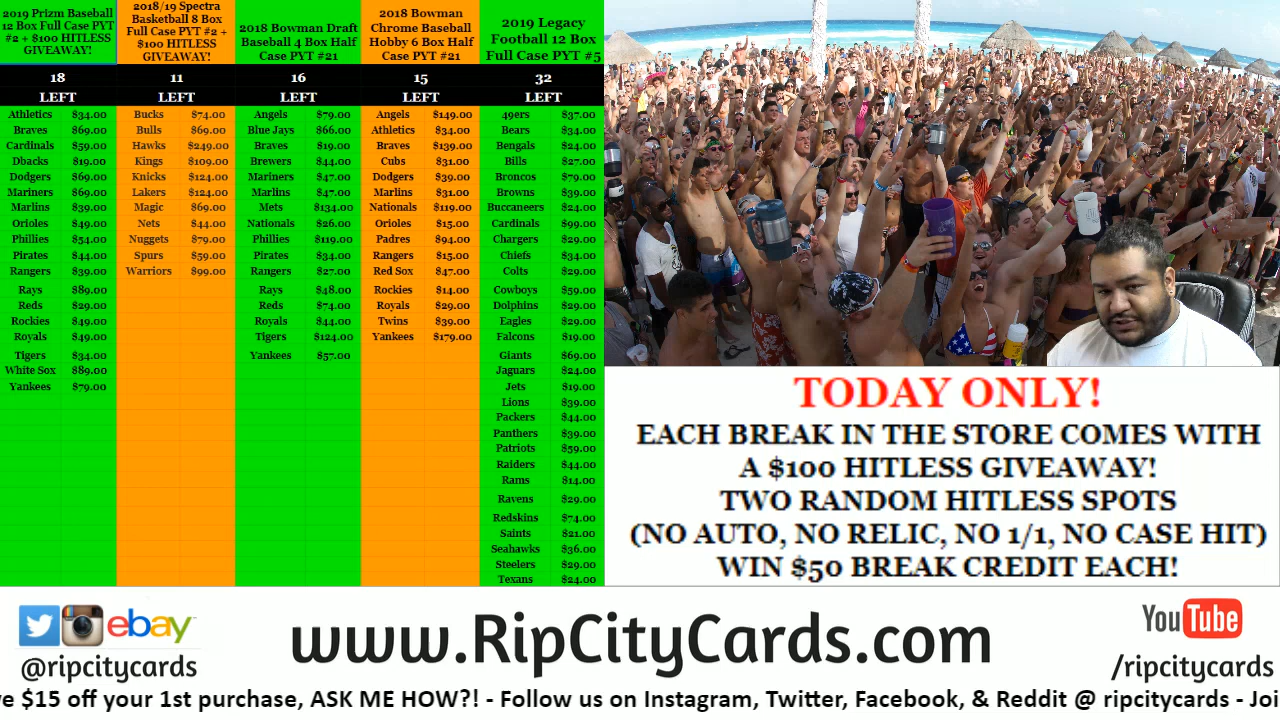 2019 Prizm Baseball
12 Box Full Case PYT
#2 + $100 HITLESS
GIVEAWAY!
18
LEFT
Athletics $34.00
Braves $69.00
Cardinals $59.00
Dbacks $19.00
Dodgers $69.00
Mariners $69.00
Marlins $39.00
Orioles $49.00
Phillies $54.00
Pirates $44.00
Rangers $39.00
Rays $89.00
Reds $29.00
Rockies $49.00
Royals $49.00
Tigers $34.00
White Sox $89.00
Yankees $79.00
2018/19 Spectra
Basketball 8 Box
Full Case PYT #2 +
$100 HITLESS
GIVEAWAY!
11
LEFT
Bucks $74.00
Bulls $69.00
Hawks $249.00
Kings $109.00
Knicks $124.00
Lakers $124.00
Magic $69.00
Nets $44.00
Nuggets $79.00
Spurs $59.00
Warriors $99.00
2018 Bowman Draft
Baseball 4 Box Half
Case PYT #21
16
LEFT
Angels $79.00
Blue Jays $66.00
Braves $19.00
Brewers $44.00
Mariners $47.00
Marlins $47.00
Mets $134.00
Nationals $26.00
Phillies $119.00
Pirates $34.00
Rangers $27.00
Rays $48.00
Reds $74.00
Royals $44.00
Tigers $124.00
Yankees $57.00
2018 Bowman
Chrome Baseball
Hobby 6 Box Half
Case PYT #21
15
LEFT
Angels $149.00
Athletics $34.00
Braves $139.00
Cubs $31.00
Dodgers $39.00
Marlins $31.00
Nationals $119.00
Orioles $15.00
Padres $94.00
Rangers $15.00
Red Sox $47.00
Rockies $14.00
Royals $29.00
Twins $39.00
Yankees $179.00
2019 Legacy
Football 12 Box
Full Case PYT #5
32
LEFT
49ers $37.00
Bears $34.00
Bengals $24.00
Bills $27.00
Broncos $79.00
Browns $39.00
Buccaneers $24.00
Cardinals $99.00
Chargers $29.00
Chiefs $34.00
Colts $29.00
Cowboys $59.00
Dolphins $29.00
Eagles $29.00
Falcons $19.00
Giants $69.00
Jaguars $24.00
Jets $19.00
Lions $39.00
Packers $44.00
Panthers $39.00
Patriots $59.00
Raiders $44.00
Rams $14.00
Ravens $29.00
Redskins $74.00
Saints $21.00
Seahawks $36.00
Steelers $29.00
Texans $24.00
TODAY ONLY!
EACH BREAK IN THE STORE COMES WITH
A $100 HITLESS GIVEAWAY!
TWO RANDOM HITLESS SPOTS
(NO AUTO, NO RELIC, NO 1/1, NO CASE HIT)
WIN $50 BREAK CREDIT EACH!
ebay
@ripcitycards
www.RipCityCards.com
YouTube
/ripcitycards
e $15 off your 1st purchase, ASK ME HOW?! - Follow us on Instagram, Twitter, Facebook, & Reddit @ ripcitycards - Joi